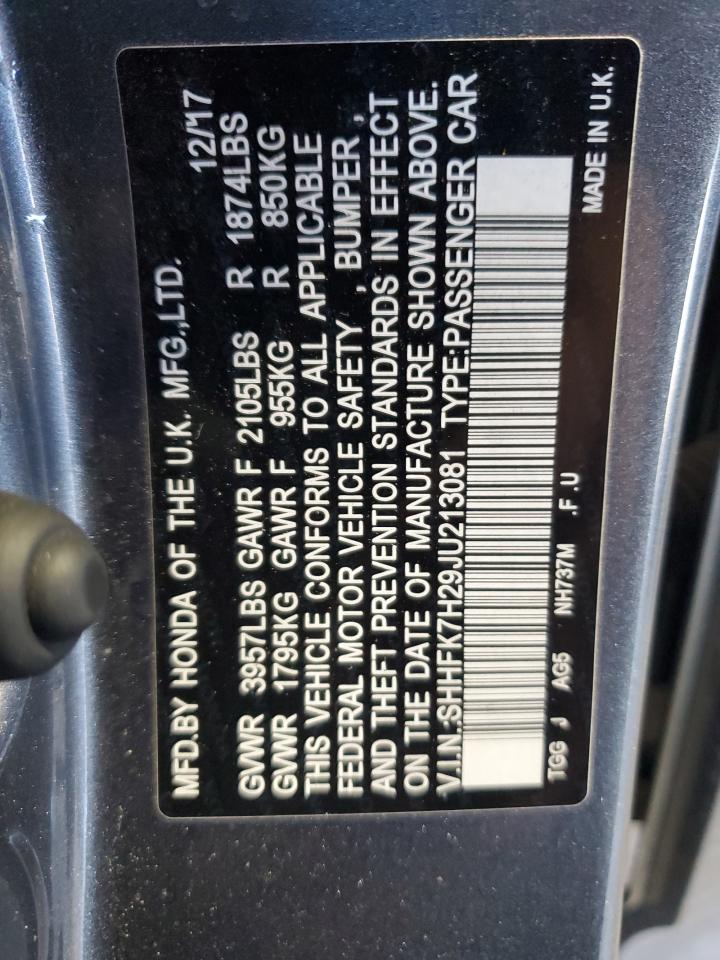 MFD.BY HONDA OF THE U.K. MFG.,LTD. 12/17
GVWR 3957LBS GAWR F 2105LBS R 1874LBS
GVWR 1795KG GAWR F 955KG R 850KG
THIS VEHICLE CONFORMS TO ALL APPLICABLE
FEDERAL MOTOR VEHICLE SAFETY , BUMPER ,
AND THEFT PREVENTION STANDARDS IN EFFECT
ON THE DATE OF MANUFACTURE SHOWN ABOVE.
V.I.N.:SHHFK7H29JU213081 TYPE:PASSENGER CAR
TGG J AG5 NH737M .F .U MADE IN U.K.